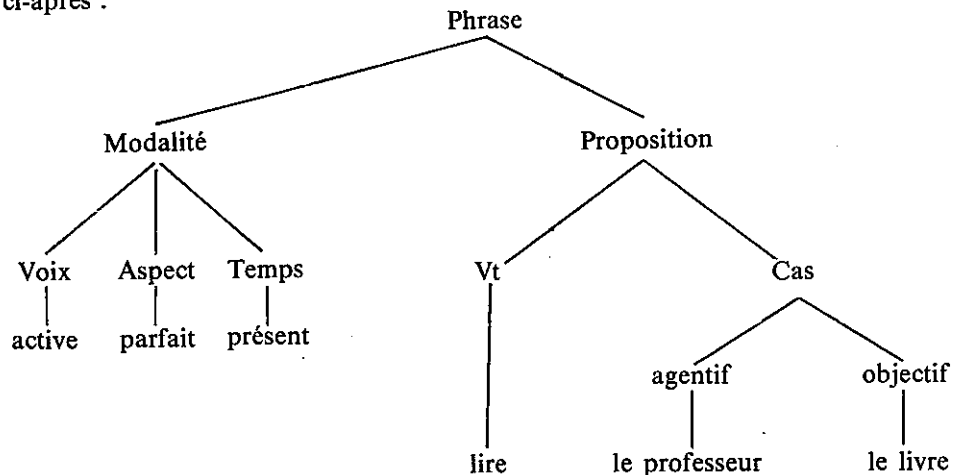 ci-après :
Phrase
Modalité Proposition
Voix Aspect Temps Vt Cas
active parfait présent
agentif objectif
lire le professeur le livre